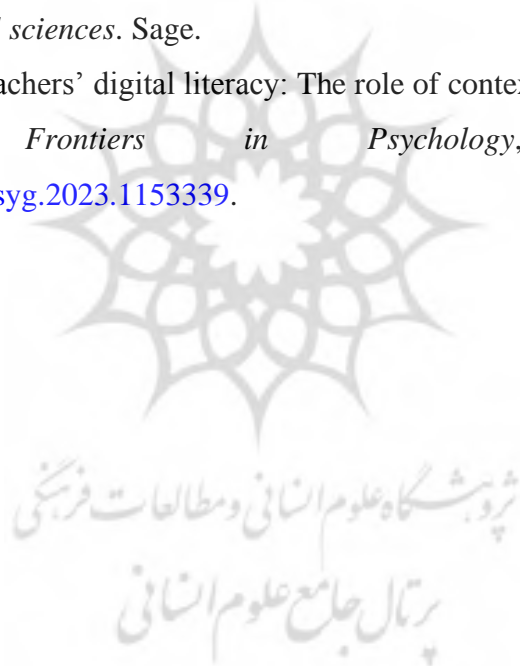 sciences. Sage.
achers’ digital literacy: The role of contex
Frontiers in Psychology,
syg.2023.1153339.
پژوهشگاه علوم انسانی و مطالعات فرهنگی
پرتال جامع علوم انسانی